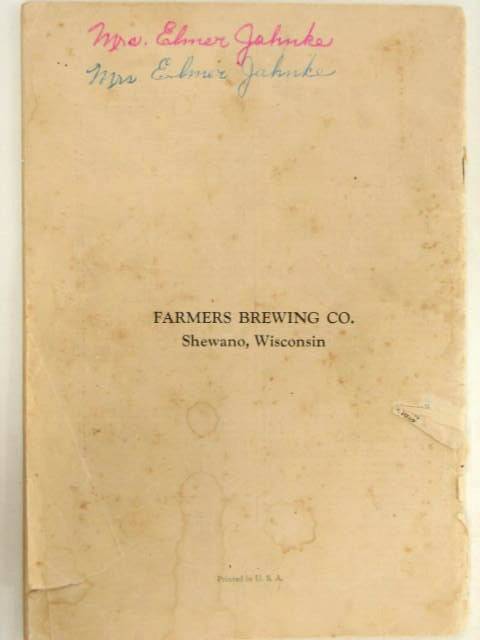 Mrs. Elmer Jahnke
Mrs Elmer Jahnke
FARMERS BREWING CO.
Shewano, Wisconsin
Printed in U. S. A.